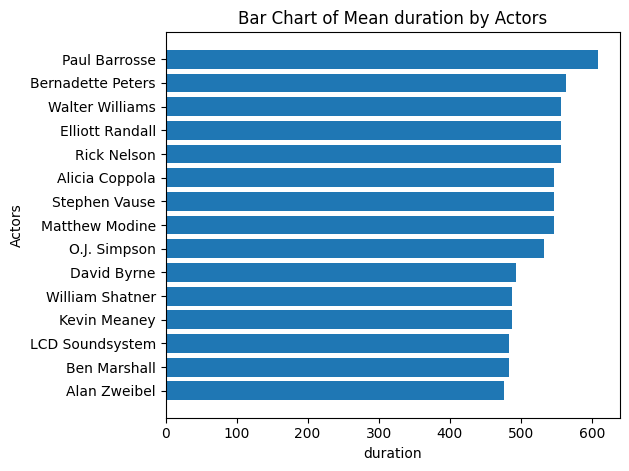 Bar Chart of Mean duration by Actors
Actors
Paul Barrosse
Bernadette Peters
Walter Williams
Elliott Randall
Rick Nelson
Alicia Coppola
Stephen Vause
Matthew Modine
O.J. Simpson
David Byrne
William Shatner
Kevin Meaney
LCD Soundsystem
Ben Marshall
Alan Zweibel
0 100 200 300 400 500 600
duration